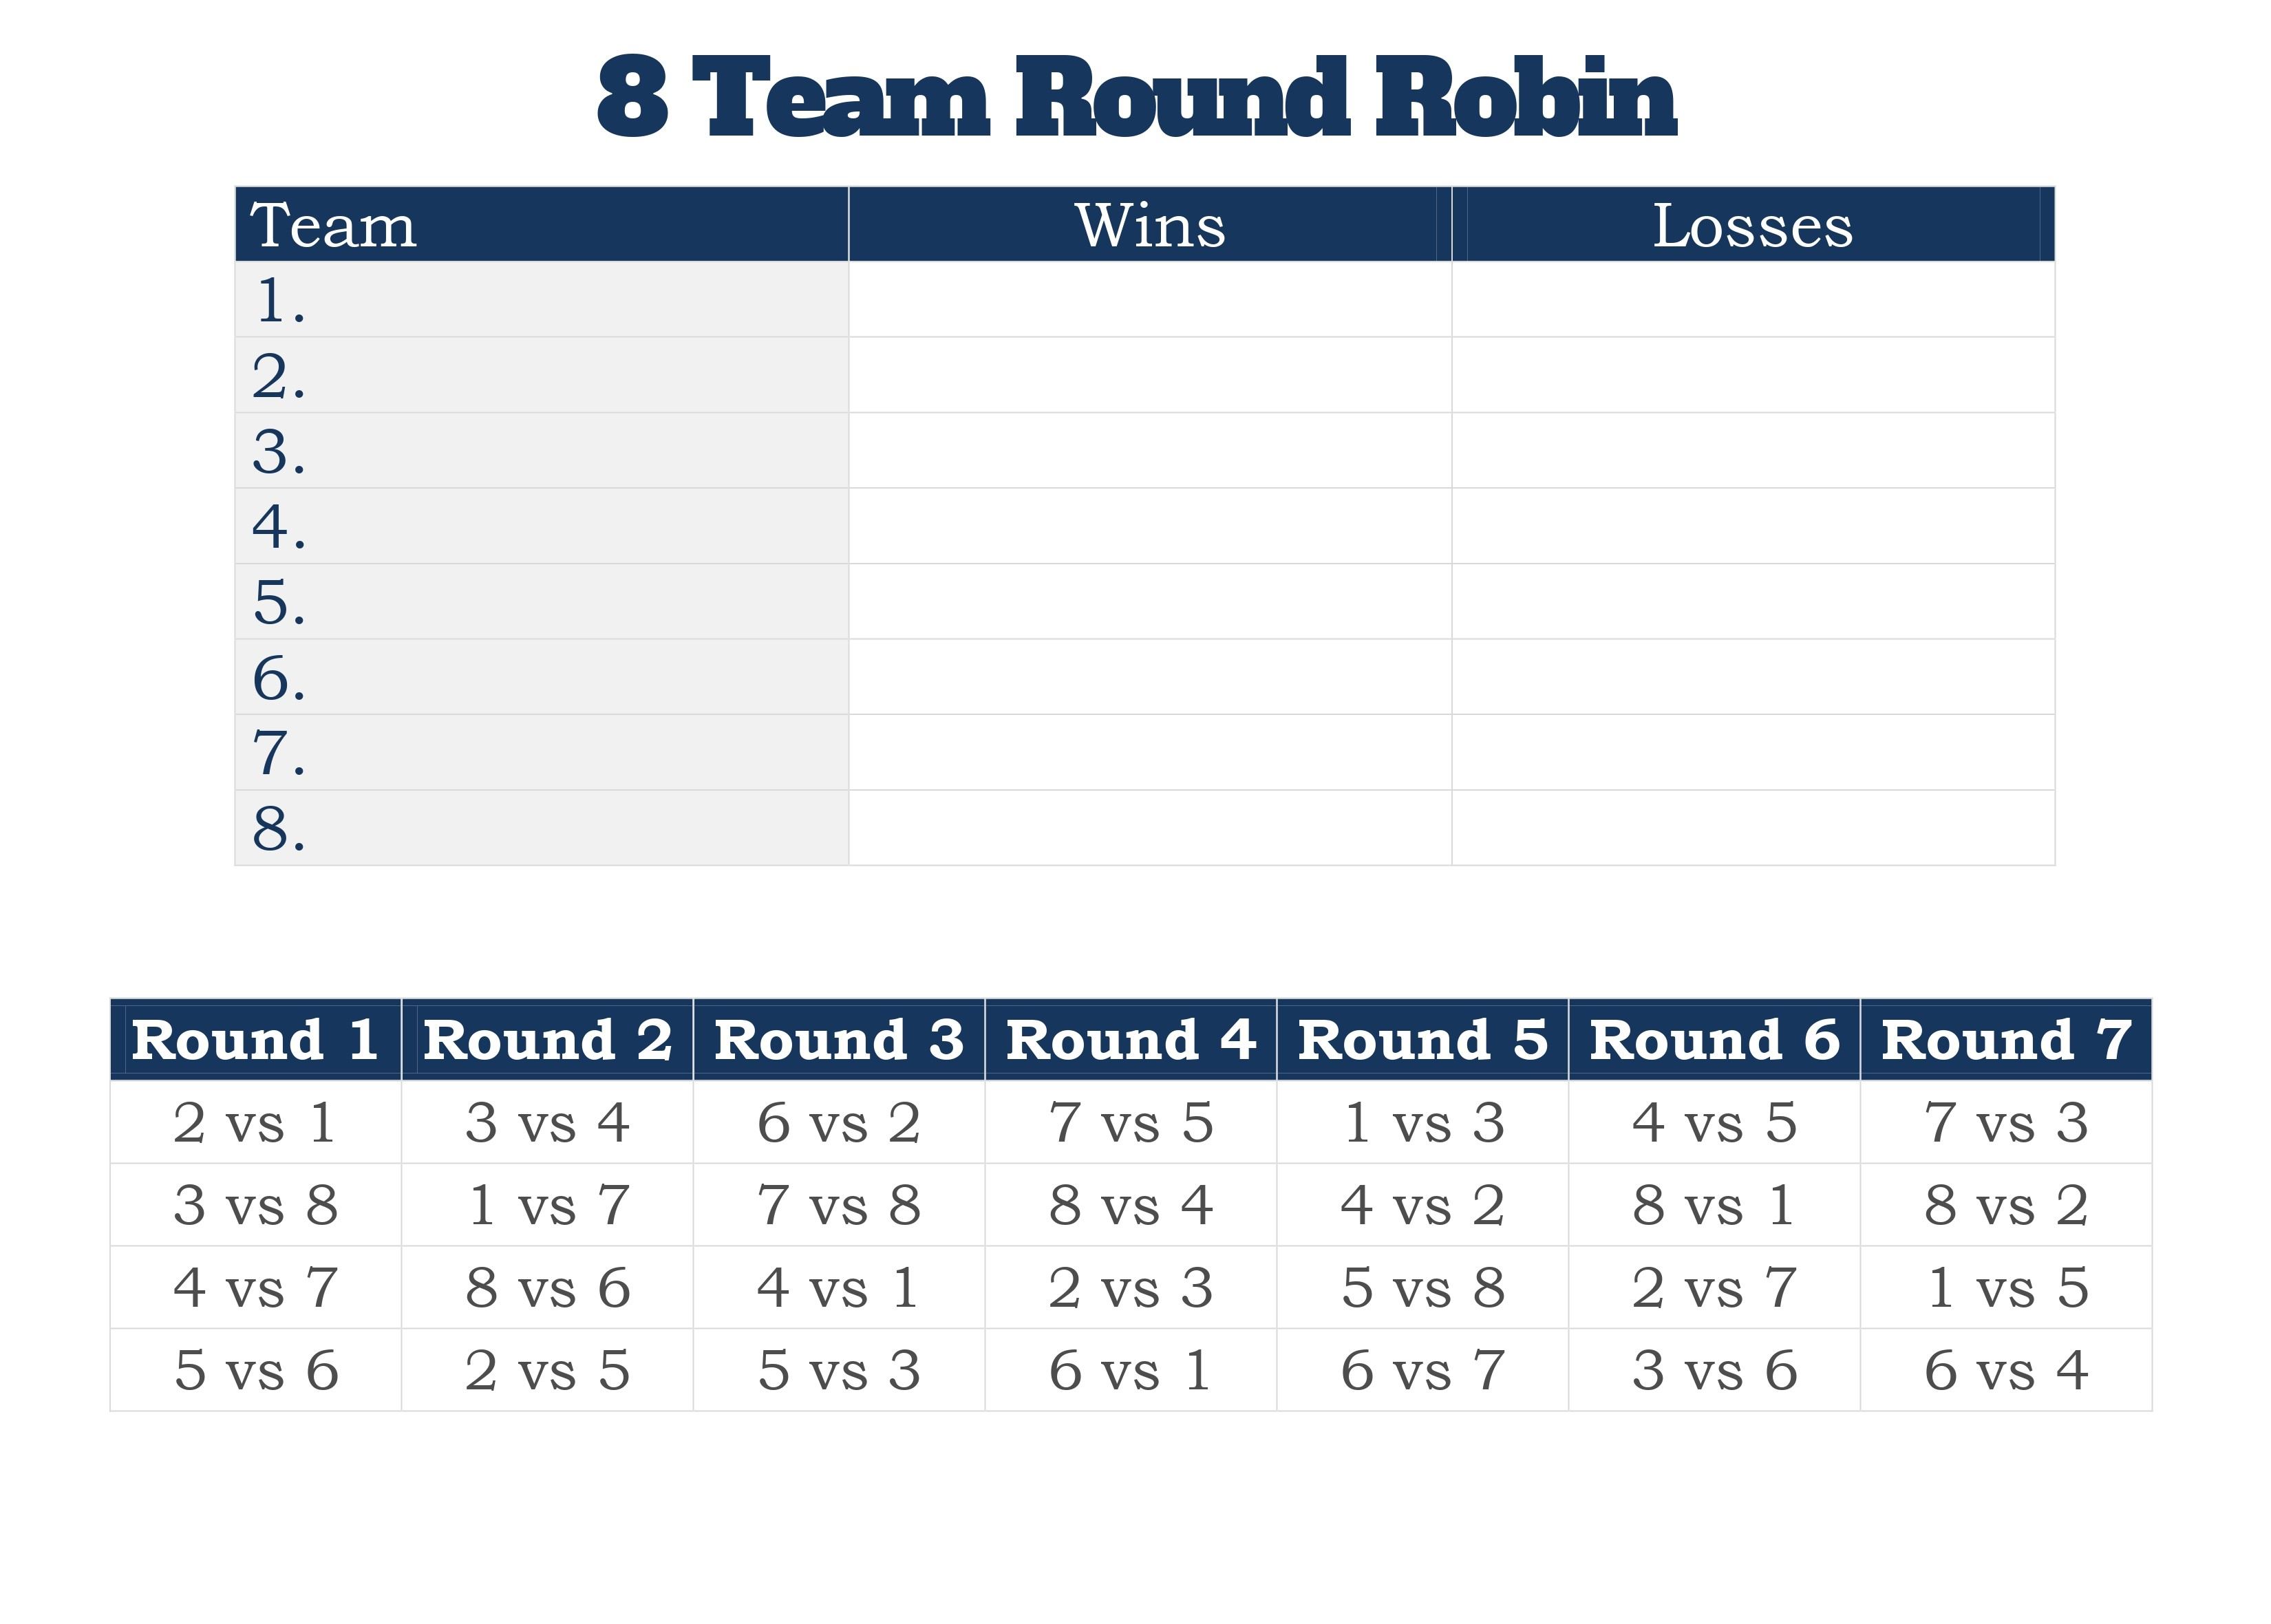 8 Team Round Robin
Team Wins Losses
1.
2.
3.
4.
5.
6.
7.
8.
Round 1 Round 2 Round 3 Round 4 Round 5 Round 6 Round 7
2 vs 1 3 vs 4 6 vs 2 7 vs 5 1 vs 3 4 vs 5 7 vs 3
3 vs 8 1 vs 7 7 vs 8 8 vs 4 4 vs 2 8 vs 1 8 vs 2
4 vs 7 8 vs 6 4 vs 1 2 vs 3 5 vs 8 2 vs 7 1 vs 5
5 vs 6 2 vs 5 5 vs 3 6 vs 1 6 vs 7 3 vs 6 6 vs 4